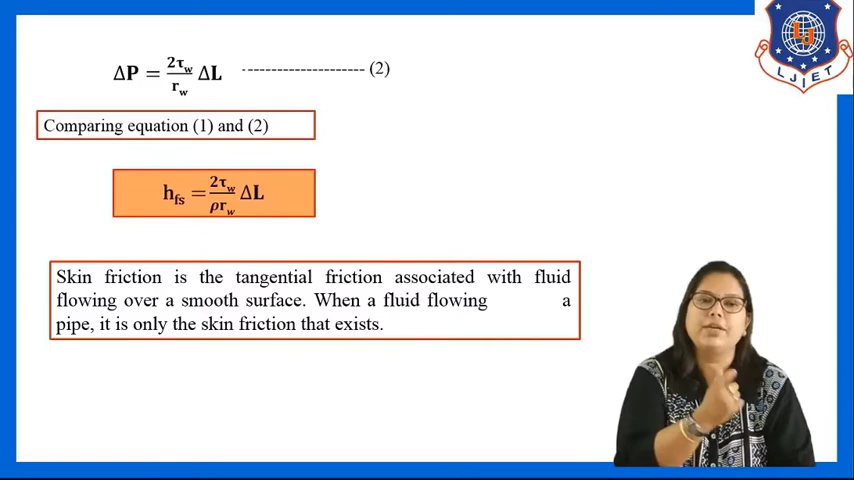 ΔP = 2τw/rw ΔL --------------------- (2)
Comparing equation (1) and (2)
hfs = 2τw/ρrw ΔL
Skin friction is the tangential friction associated with fluid
flowing over a smooth surface. When a fluid flowing a
pipe, it is only the skin friction that exists.
LJIET